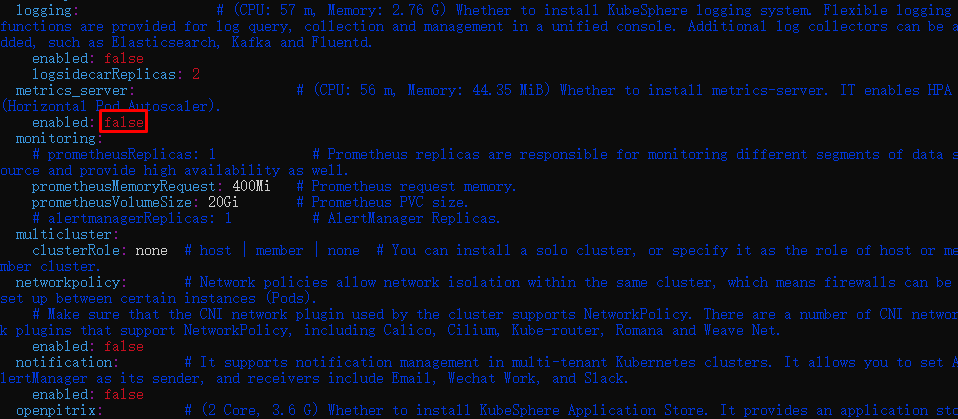 logging:                # (CPU: 57 m, Memory: 2.76 G) Whether to install KubeSphere logging system. Flexible logging
functions are provided for log query, collection and management in a unified console. Additional log collectors can be a
dded, such as Elasticsearch, Kafka and Fluentd.
enabled: false
logsidecarReplicas: 2
metrics_server:                    # (CPU: 56 m, Memory: 44.35 MiB) Whether to install metrics-server. IT enables HPA
(Horizontal Pod Autoscaler).
enabled: false
monitoring:
# prometheusReplicas: 1            # Prometheus replicas are responsible for monitoring different segments of data s
ource and provide high availability as well.
prometheusMemoryRequest: 400Mi   # Prometheus request memory.
prometheusVolumeSize: 20Gi       # Prometheus PVC size.
# alertmanagerReplicas: 1          # AlertManager Replicas.
multicluster:
clusterRole: none  # host | member | none  # You can install a solo cluster, or specify it as the role of host or me
mber cluster.
networkpolicy:       # Network policies allow network isolation within the same cluster, which means firewalls can be
set up between certain instances (Pods).
# Make sure that the CNI network plugin used by the cluster supports NetworkPolicy. There are a number of CNI networ
k plugins that support NetworkPolicy, including Calico, Cilium, Kube-router, Romana and Weave Net.
enabled: false
notification:        # It supports notification management in multi-tenant Kubernetes clusters. It allows you to set A
lertManager as its sender, and receivers include Email, Wechat Work, and Slack.
enabled: false
openpitrix:          # (2 Core, 3.6 G) Whether to install KubeSphere Application Store. It provides an application sto